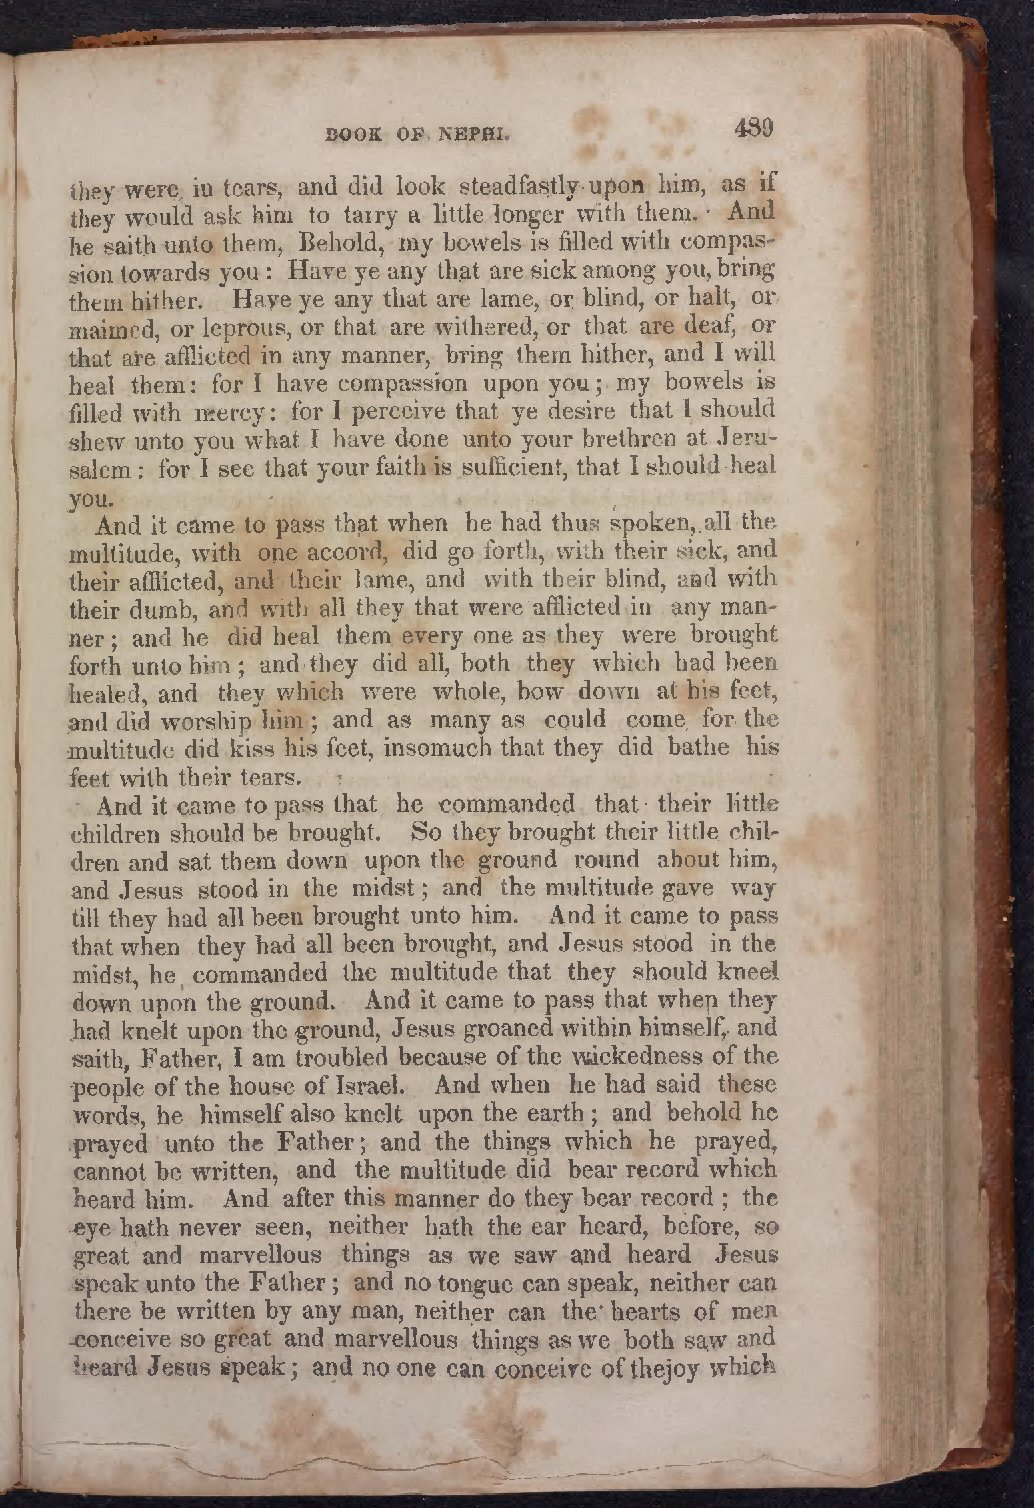 BOOK OF NEPHI. 489
they were in tears, and did look steadfastly upon him, as if
they would ask him to tarry a little longer with them. And
he saith unto them, Behold, my bowels is filled with compas-
sion towards you: Have ye any that are sick among you, bring
them hither. Have ye any that are lame, or blind, or halt, or
maimed, or leprous, or that are withered, or that are deaf, or
that are afflicted in any manner, bring them hither, and I will
heal them: for I have compassion upon you; my bowels is
filled with mercy: for I perceive that ye desire that I should
shew unto you what I have done unto your brethren at Jeru-
salem: for I see that your faith is sufficient, that I should heal
you.
And it came to pass that when he had thus spoken, all the
multitude, with one accord, did go forth, with their sick, and
their afflicted, and their lame, and with their blind, and with
their dumb, and with all they that were afflicted in any man-
ner; and he did heal them every one as they were brought
forth unto him; and they did all, both they which had been
healed, and they which were whole, bow down at his feet,
and did worship him; and as many as could come for the
multitude did kiss his feet, insomuch that they did bathe his
feet with their tears.
And it came to pass that he commanded that their little
children should be brought. So they brought their little chil-
dren and sat them down upon the ground round about him,
and Jesus stood in the midst; and the multitude gave way
till they had all been brought unto him. And it came to pass
that when they had all been brought, and Jesus stood in the
midst, he commanded the multitude that they should kneel
down upon the ground. And it came to pass that when they
had knelt upon the ground, Jesus groaned within himself, and
saith, Father, I am troubled because of the wickedness of the
people of the house of Israel. And when he had said these
words, he himself also knelt upon the earth; and behold he
prayed unto the Father; and the things which he prayed,
cannot be written, and the multitude did bear record which
heard him. And after this manner do they bear record; the
eye hath never seen, neither hath the ear heard, before, so
great and marvellous things as we saw and heard Jesus
speak unto the Father; and no tongue can speak, neither can
there be written by any man, neither can the hearts of men
conceive so great and marvellous things as we both saw and
heard Jesus speak; and no one can conceive of thejoy which